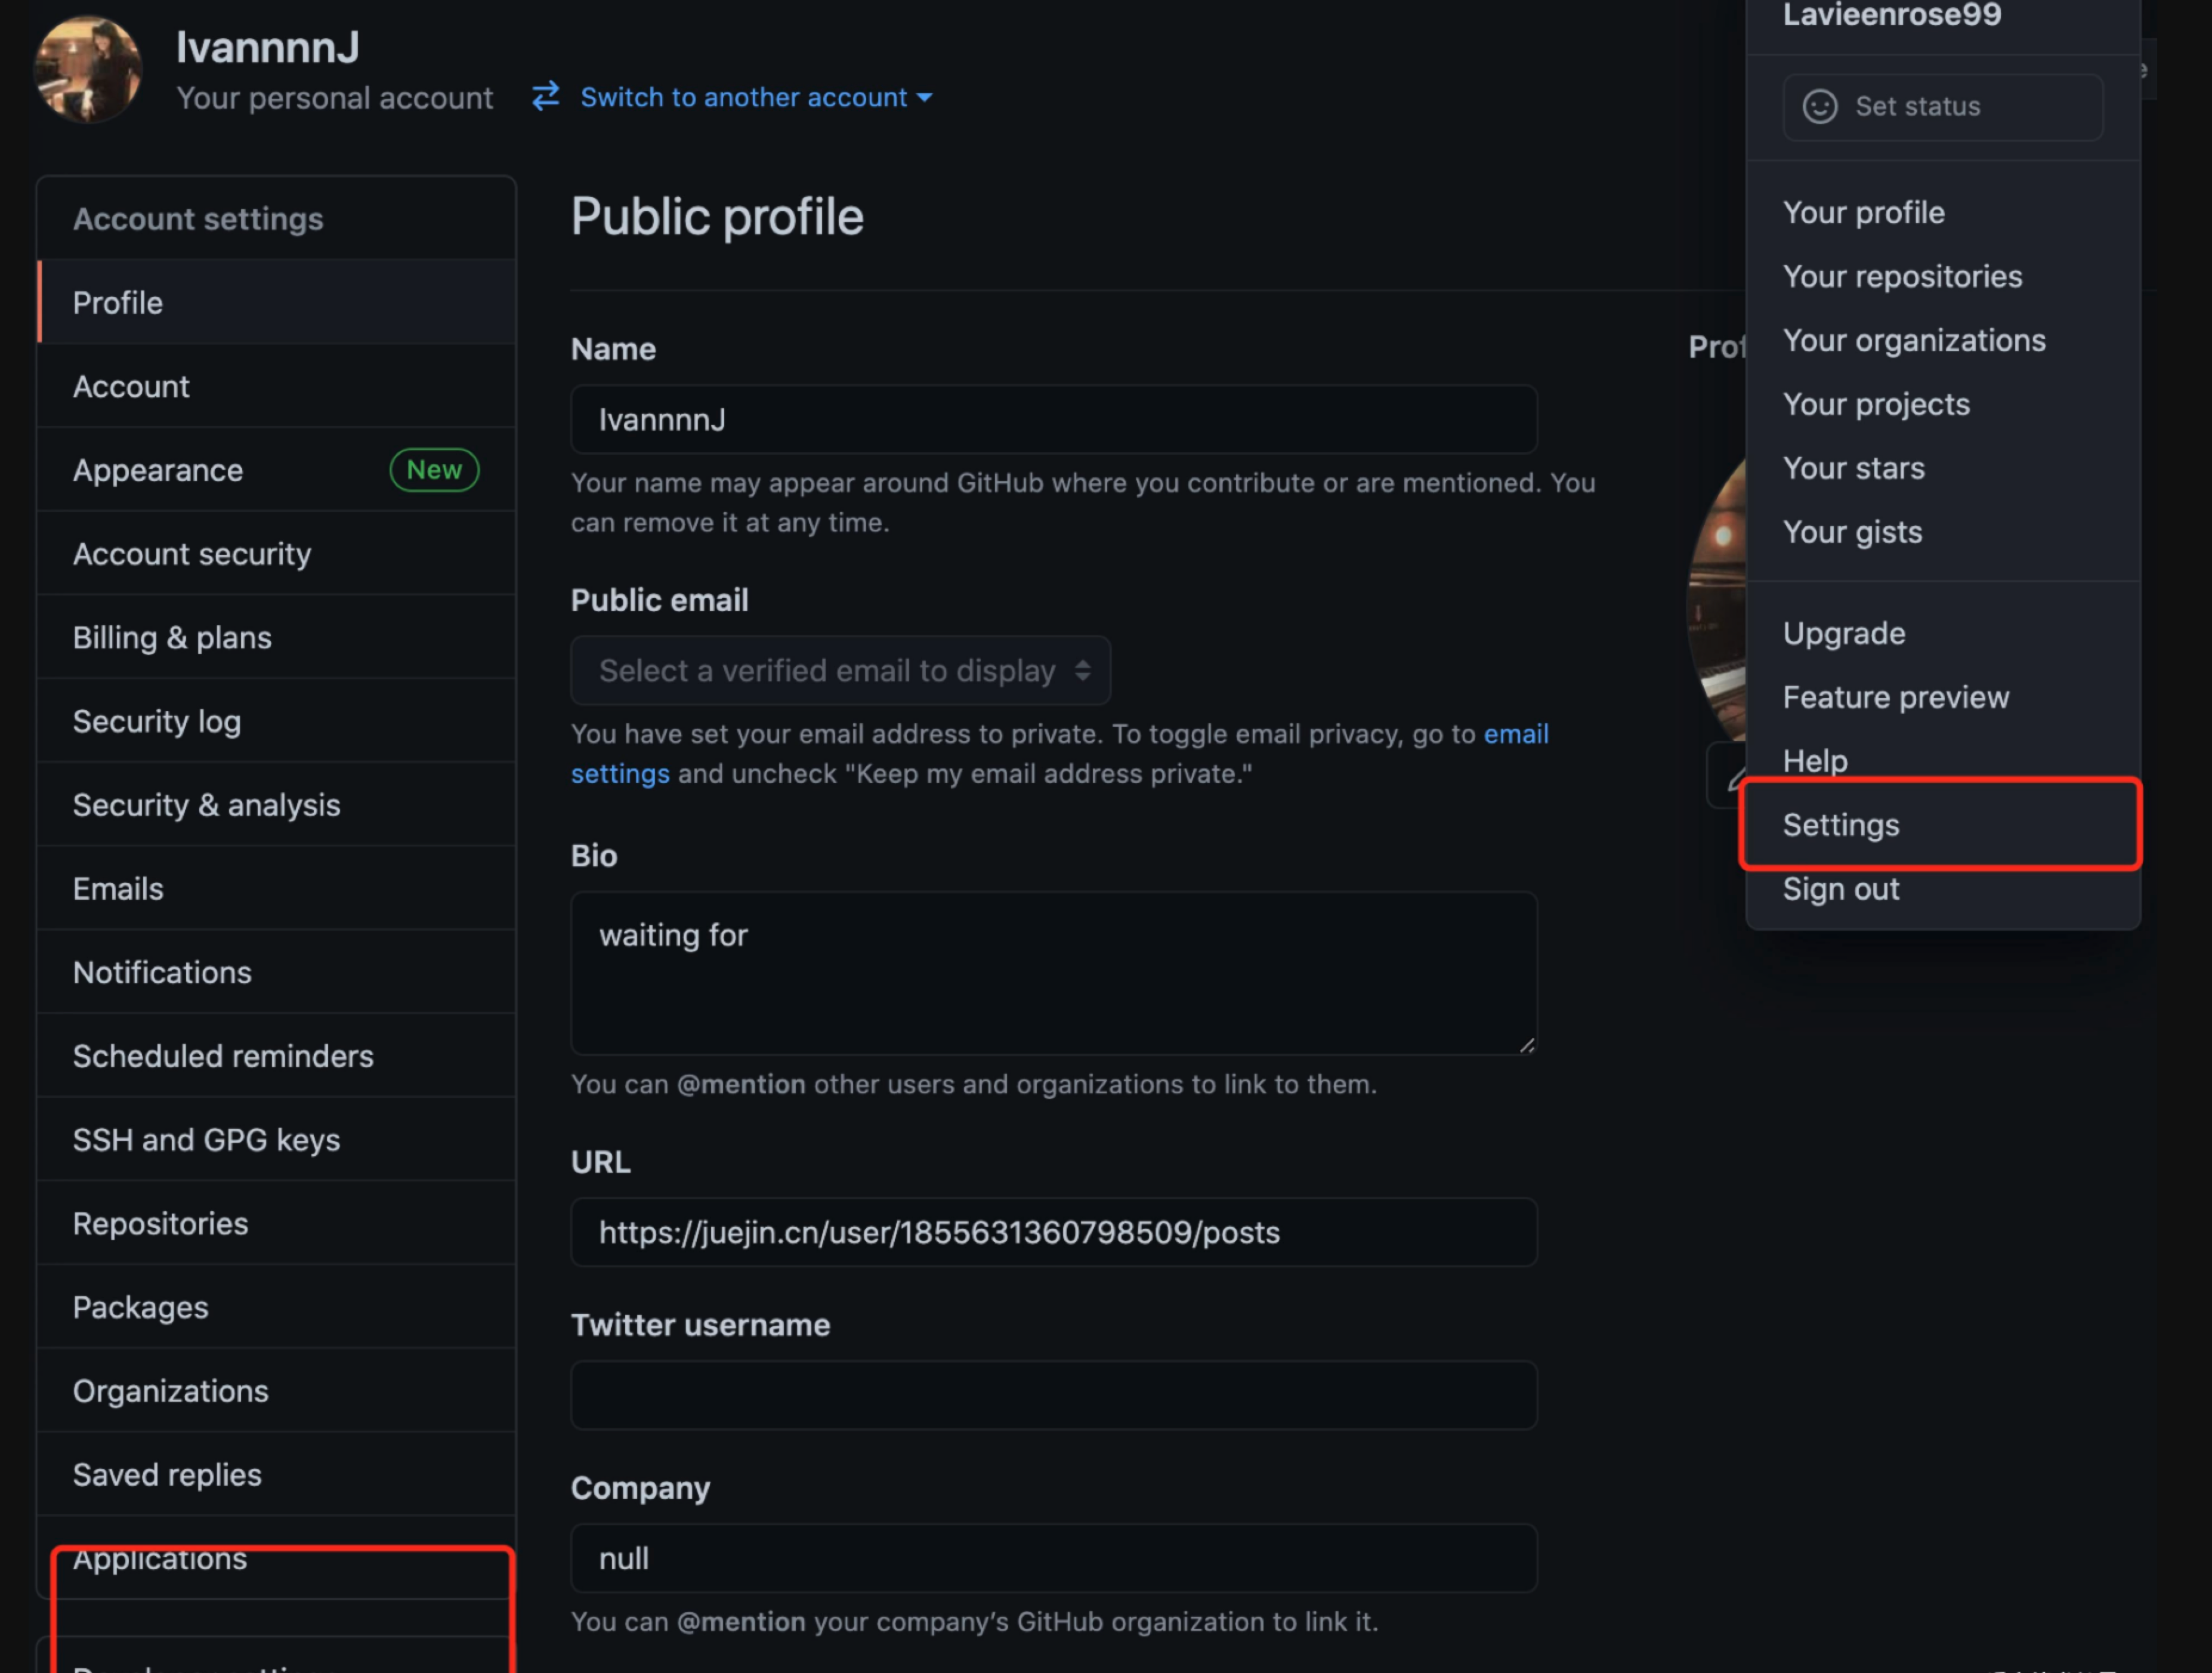 IvannnnJ
Your personal account
Switch to another account
Account settings
Profile
Account
Appearance
New
Account security
Billing & plans
Security log
Security & analysis
Emails
Notifications
Scheduled reminders
SSH and GPG keys
Repositories
Packages
Organizations
Saved replies
Applications
Public profile
Name
IvannnnJ
Your name may appear around GitHub where you contribute or are mentioned. You
can remove it at any time.
Public email
Select a verified email to display
You have set your email address to private. To toggle email privacy, go to email
settings and uncheck "Keep my email address private."
Bio
waiting for
You can @mention other users and organizations to link to them.
URL
https://juejin.cn/user/1855631360798509/posts
Twitter username
Company
null
You can @mention your company’s GitHub organization to link it.
Lavieenrose99
Set status
Your profile
Your repositories
Your organizations
Your projects
Your stars
Your gists
Upgrade
Feature preview
Help
Settings
Sign out